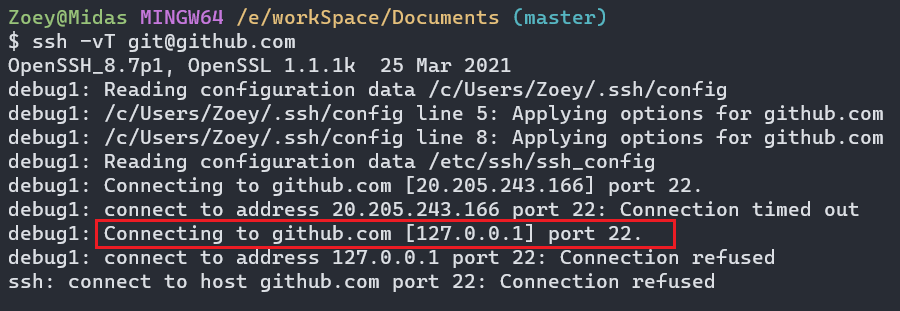 Zoey@Midas MINGW64 /e/workSpace/Documents (master)
$ ssh -vT git@github.com
OpenSSH_8.7p1, OpenSSL 1.1.1k  25 Mar 2021
debug1: Reading configuration data /c/Users/Zoey/.ssh/config
debug1: /c/Users/Zoey/.ssh/config line 5: Applying options for github.com
debug1: /c/Users/Zoey/.ssh/config line 8: Applying options for github.com
debug1: Reading configuration data /etc/ssh/ssh_config
debug1: Connecting to github.com [20.205.243.166] port 22.
debug1: connect to address 20.205.243.166 port 22: Connection timed out
debug1: Connecting to github.com [127.0.0.1] port 22.
debug1: connect to address 127.0.0.1 port 22: Connection refused
ssh: connect to host github.com port 22: Connection refused